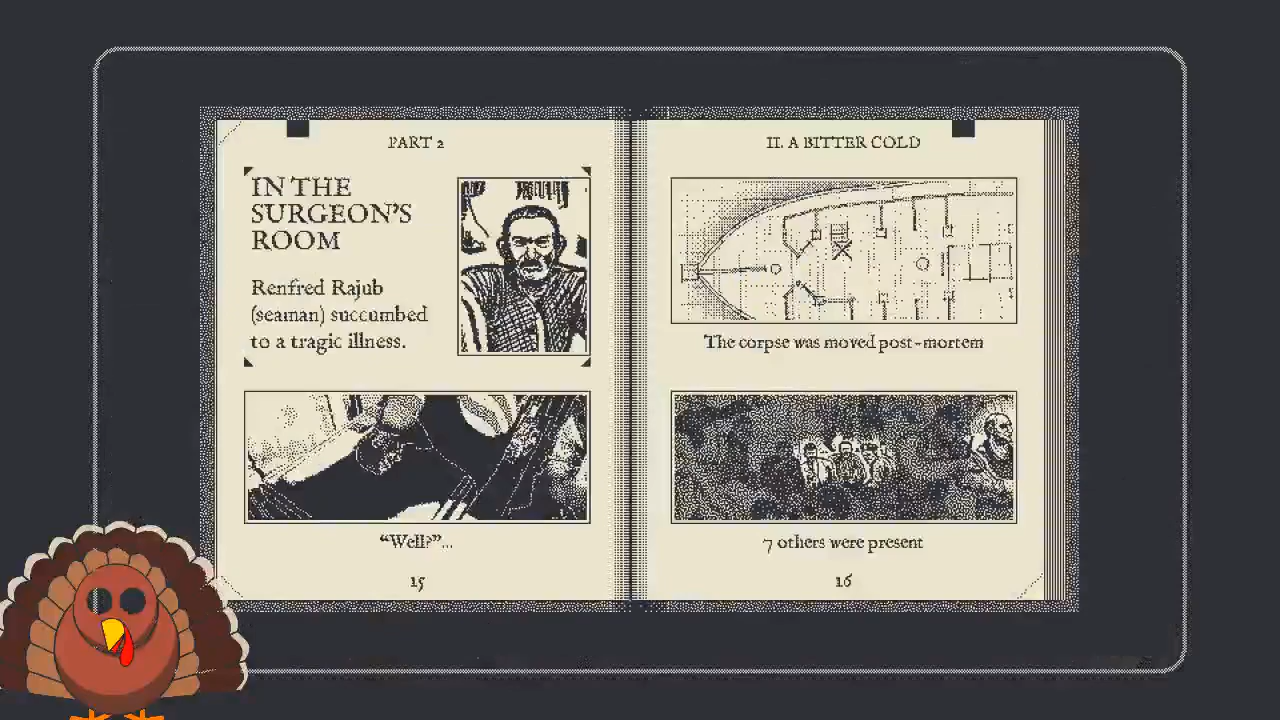 PART 2
IN THE
SURGEON'S
ROOM
Renfred Rajub
(seaman) succumbed
to a tragic illness.
“Well?”...
15
II. A BITTER COLD
The corpse was moved post-mortem
7 others were present
16